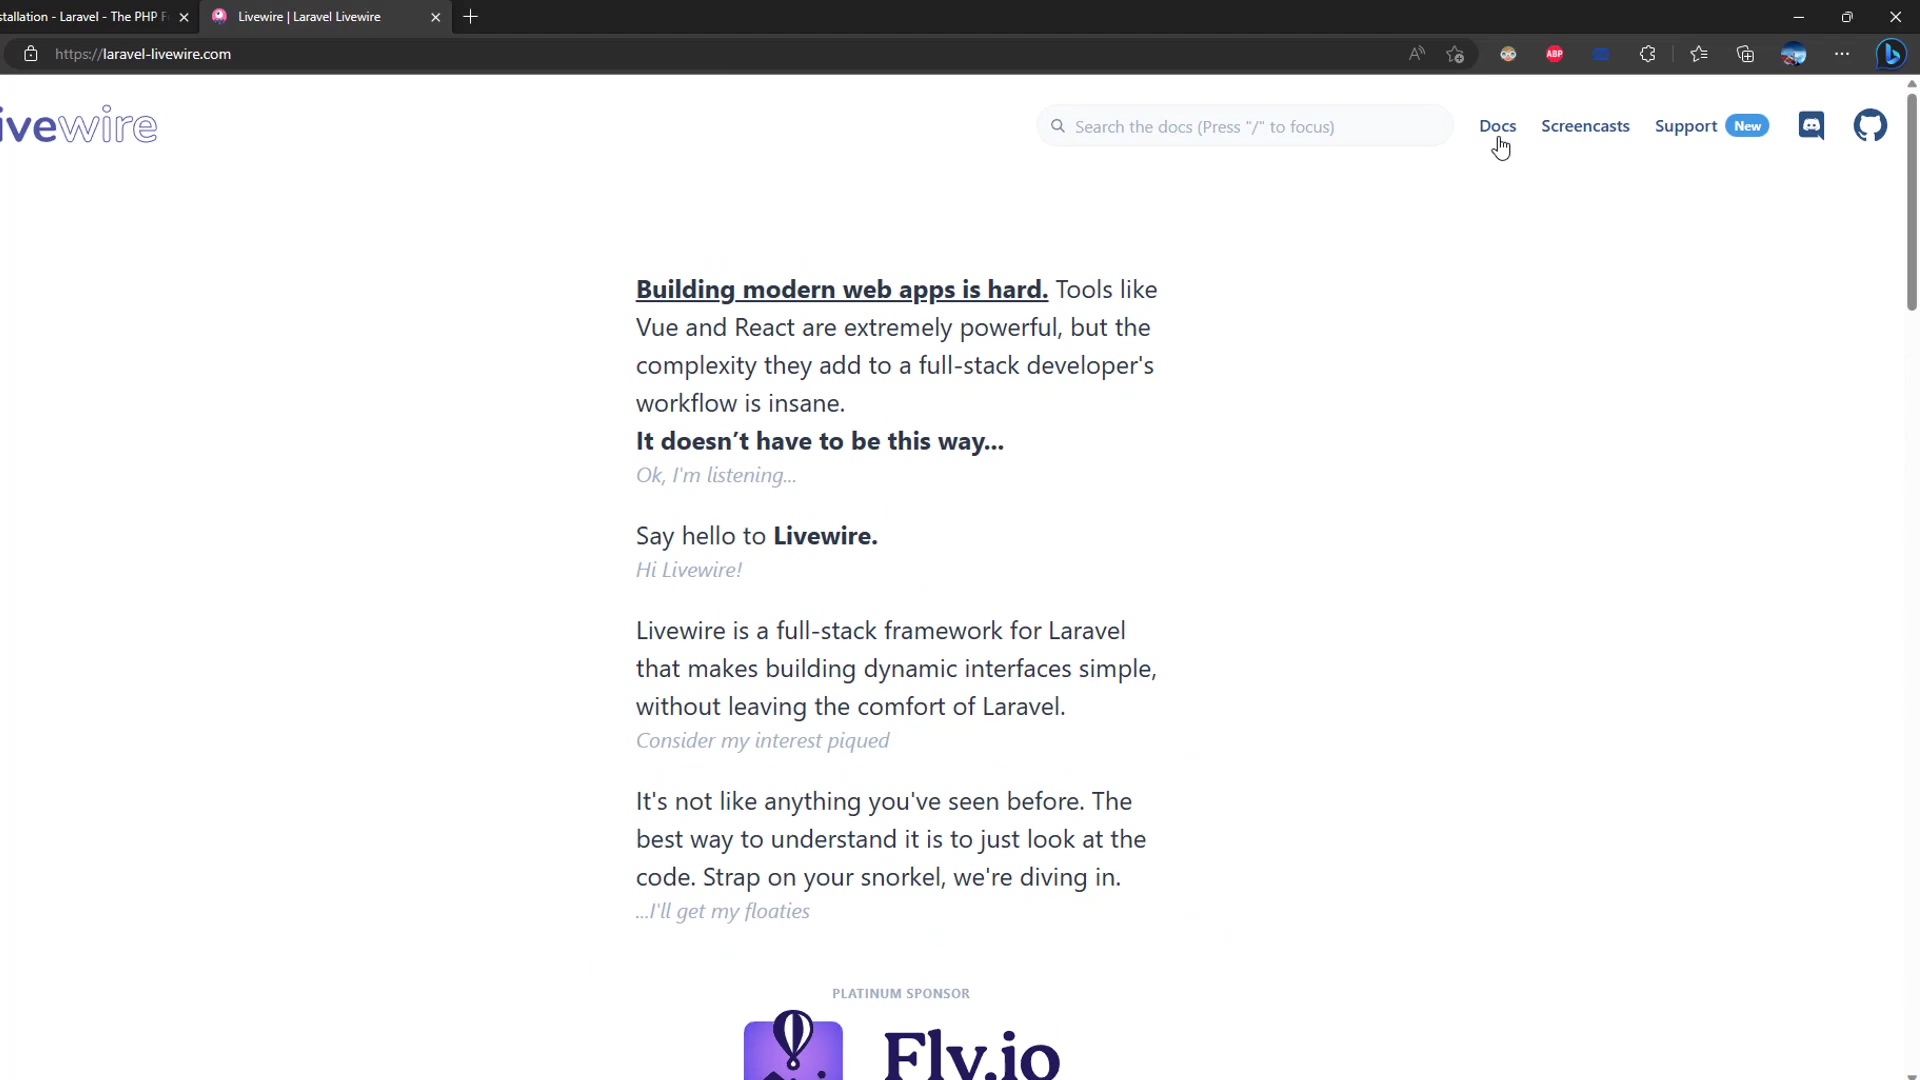 stallation - Laravel - The PHP F
Livewire | Laravel Livewire
https://laravel-livewire.com
ABP
ivewire
Search the docs (Press "/" to focus)
Docs
Screencasts
Support New
Building modern web apps is hard. Tools like
Vue and React are extremely powerful, but the
complexity they add to a full-stack developer's
workflow is insane.
It doesn’t have to be this way...
Ok, I'm listening...
Say hello to Livewire.
Hi Livewire!
Livewire is a full-stack framework for Laravel
that makes building dynamic interfaces simple,
without leaving the comfort of Laravel.
Consider my interest piqued
It's not like anything you've seen before. The
best way to understand it is to just look at the
code. Strap on your snorkel, we're diving in.
...I'll get my floaties
PLATINUM SPONSOR
Fly.io